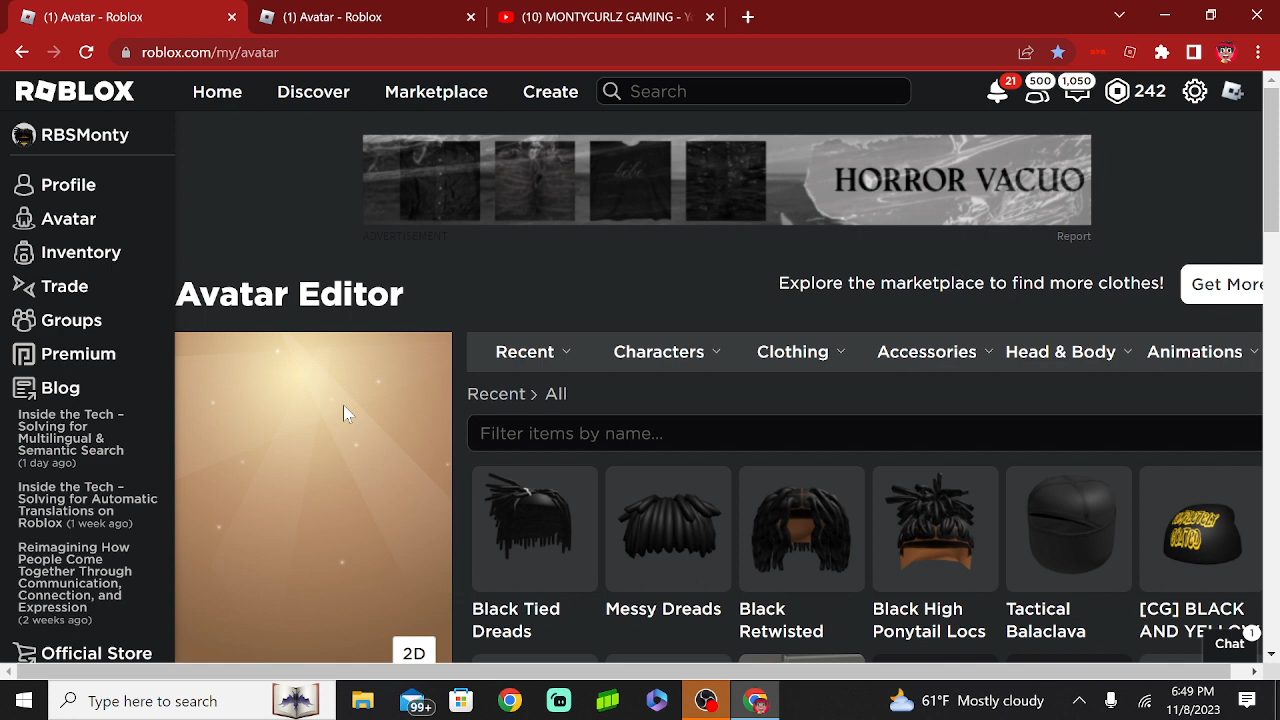 (1) Avatar - Roblox
(1) Avatar - Roblox
(10) MONTYCURLZ GAMING - Y
roblox.com/my/avatar
ROBLOX
Home
Discover
Marketplace
Create
Search
21
500
1,050
242
RBSMonty
Profile
Avatar
Inventory
Trade
Groups
Premium
Blog
Inside the Tech -
Solving for
Multilingual &
Semantic Search
(1 day ago)
Inside the Tech -
Solving for Automatic
Translations on
Roblox (1 week ago)
Reimagining How
People Come
Together Through
Communication,
Connection, and
Expression
(2 weeks ago)
Official Store
HORROR VACUO
ADVERTISEMENT
Report
Avatar Editor
Explore the marketplace to find more clothes!
Get More
2D
Recent
Characters
Clothing
Accessories
Head & Body
Animations
Recent > All
Filter items by name...
Black Tied
Dreads
Messy Dreads
Black
Retwisted
Black High
Ponytail Locs
Tactical
Balaclava
[CG] BLACK
AND YELLOW
Chat
1
Type here to search
99+
61°F Mostly cloudy
6:49 PM
11/8/2023